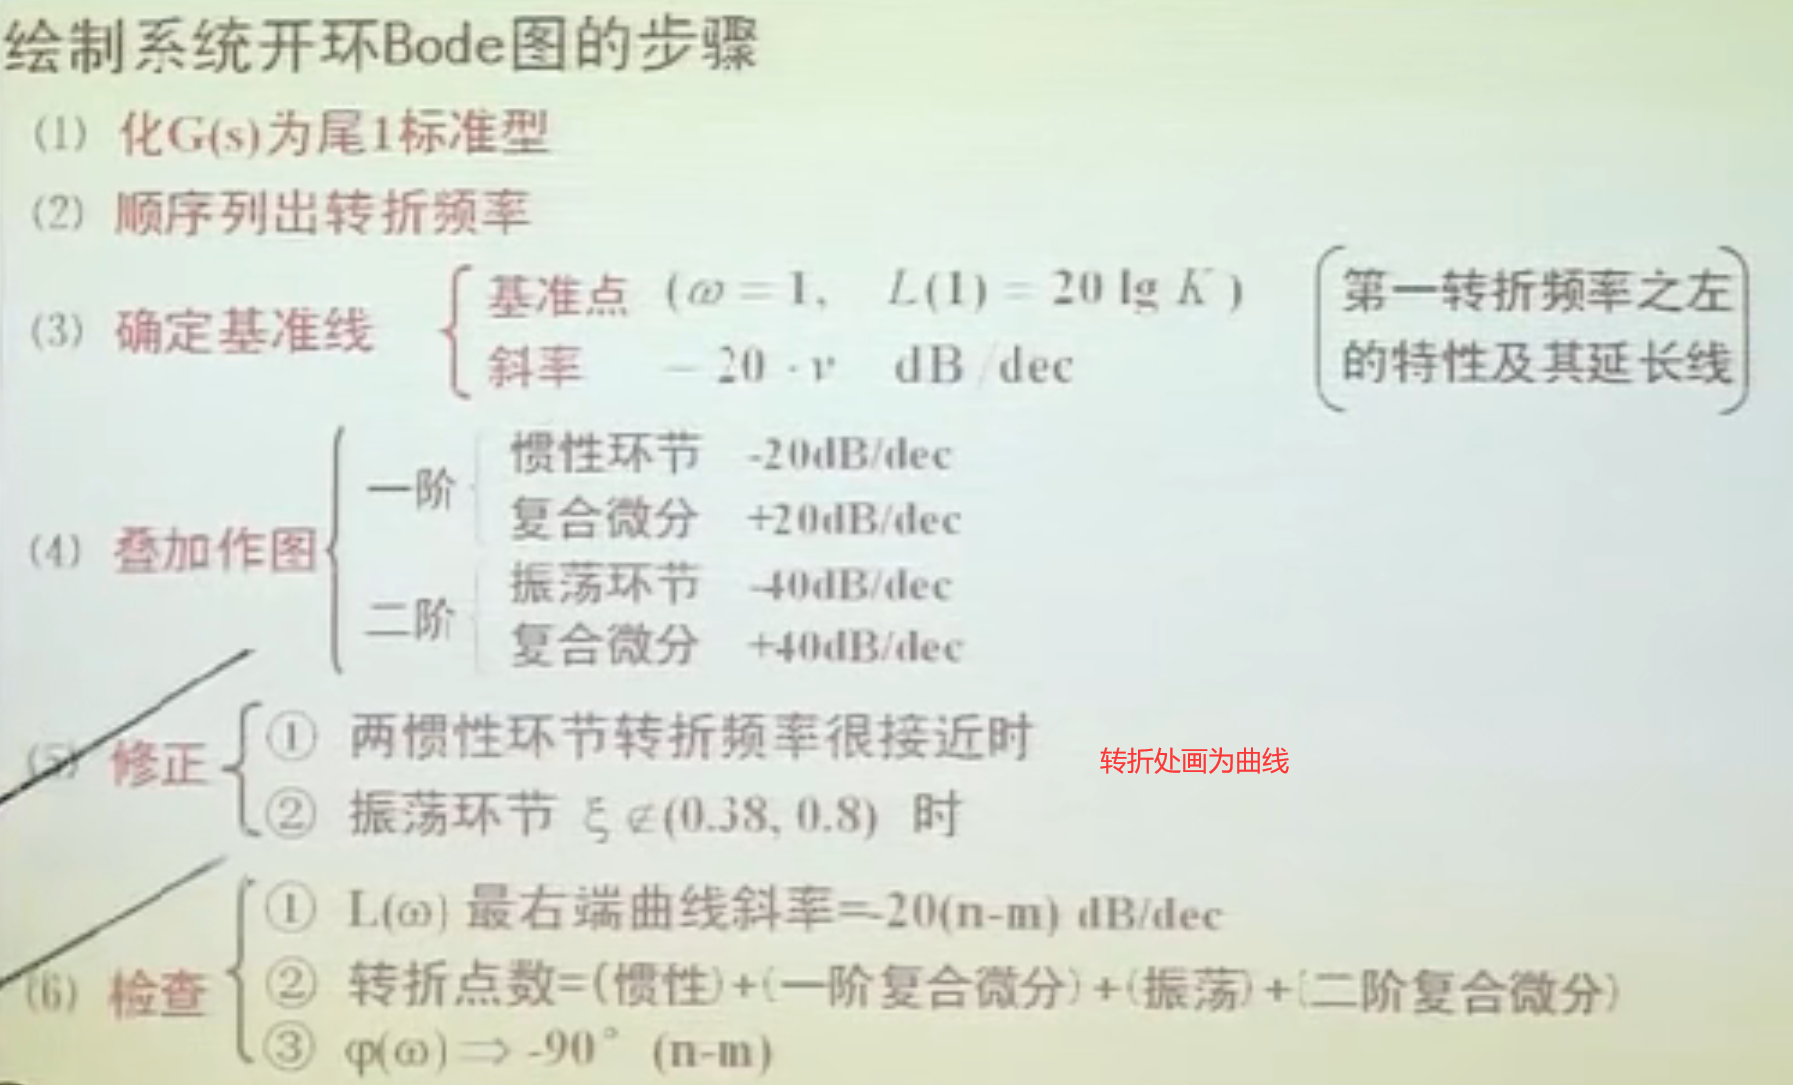 绘制系统开环Bode图的步骤
(1) 化G(s)为尾1标准型
(2) 顺序列出转折频率
(3) 确定基准线
基准点 (ω = 1, L(1) = 20 lg K)
斜率 -20·v dB/dec
第一转折频率之左
的特性及其延长线
(4) 叠加作图
一阶
惯性环节 -20dB/dec
复合微分 +20dB/dec
二阶
振荡环节 -40dB/dec
复合微分 +40dB/dec
(5) 修正
① 两惯性环节转折频率很接近时
② 振荡环节 ξ∉(0.38, 0.8) 时
转折处画为曲线
(6) 检查
① L(ω) 最右端曲线斜率=-20(n-m) dB/dec
② 转折点数=(惯性)+(一阶复合微分)+(振荡)+(二阶复合微分)
③ φ(ω)⇒ -90° (n-m)